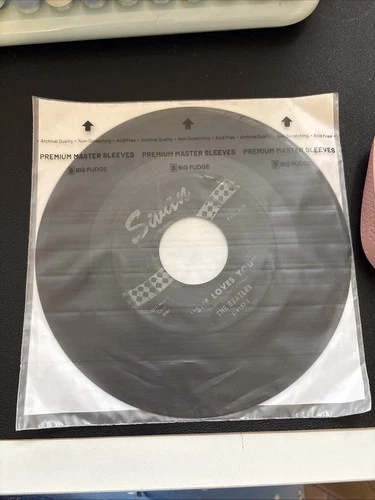 Archival Quality • Non-Scratching • Acid Free • Archival Quality • Non-Scratching • Acid Free • Archival Quality • Non-Scratching • Acid Free •
PREMIUM MASTER SLEEVES PREMIUM MASTER SLEEVES PREMIUM MASTER SLEEVES
BIG FUDGE BIG FUDGE BIG FUDGE
Swan
"SHE LOVES YOU"
THE BEATLES